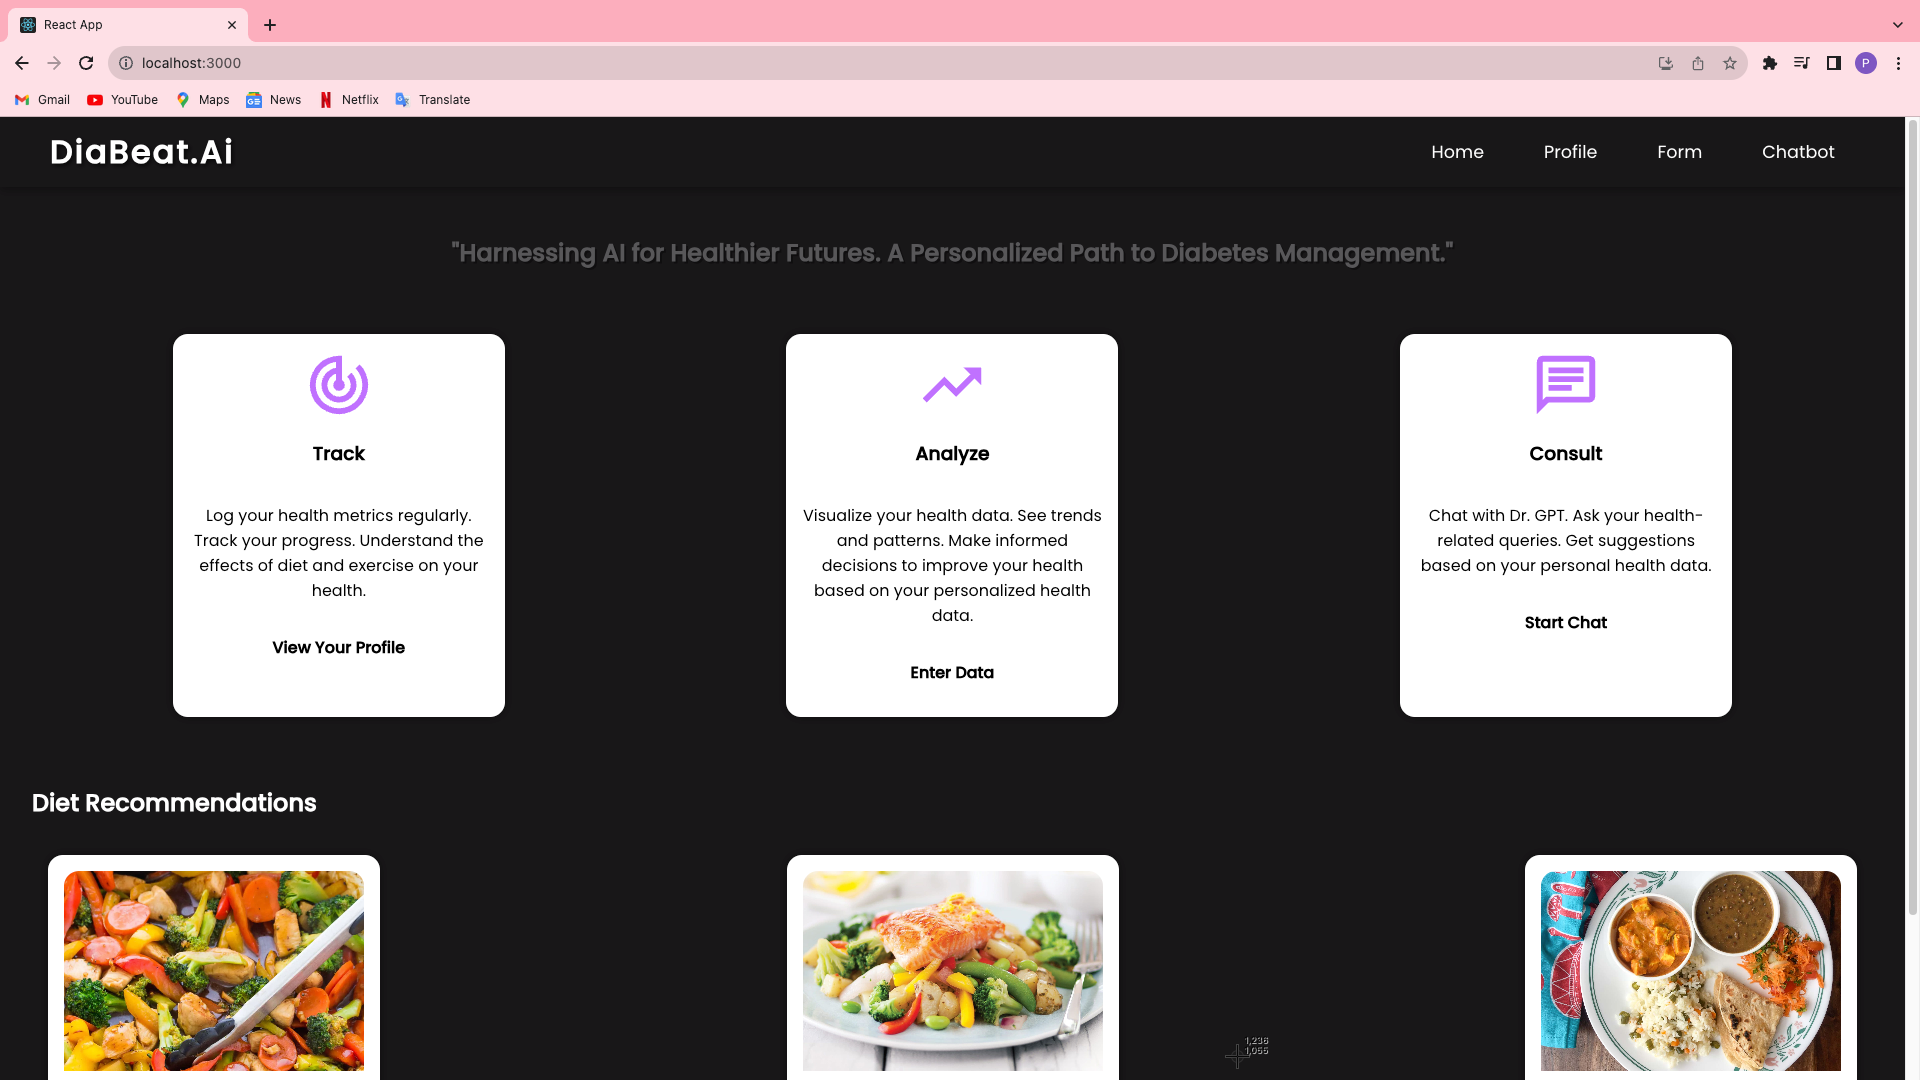 React App
localhost:3000
P
Gmail YouTube Maps News Netflix Translate
DiaBeat.Ai
Home Profile Form Chatbot
"Harnessing AI for Healthier Futures. A Personalized Path to Diabetes Management."
Track
Log your health metrics regularly.
Track your progress. Understand the
effects of diet and exercise on your
health.
View Your Profile
Analyze
Visualize your health data. See trends
and patterns. Make informed
decisions to improve your health
based on your personalized health
data.
Enter Data
Consult
Chat with Dr. GPT. Ask your health-
related queries. Get suggestions
based on your personal health data.
Start Chat
Diet Recommendations
1,236
1,055